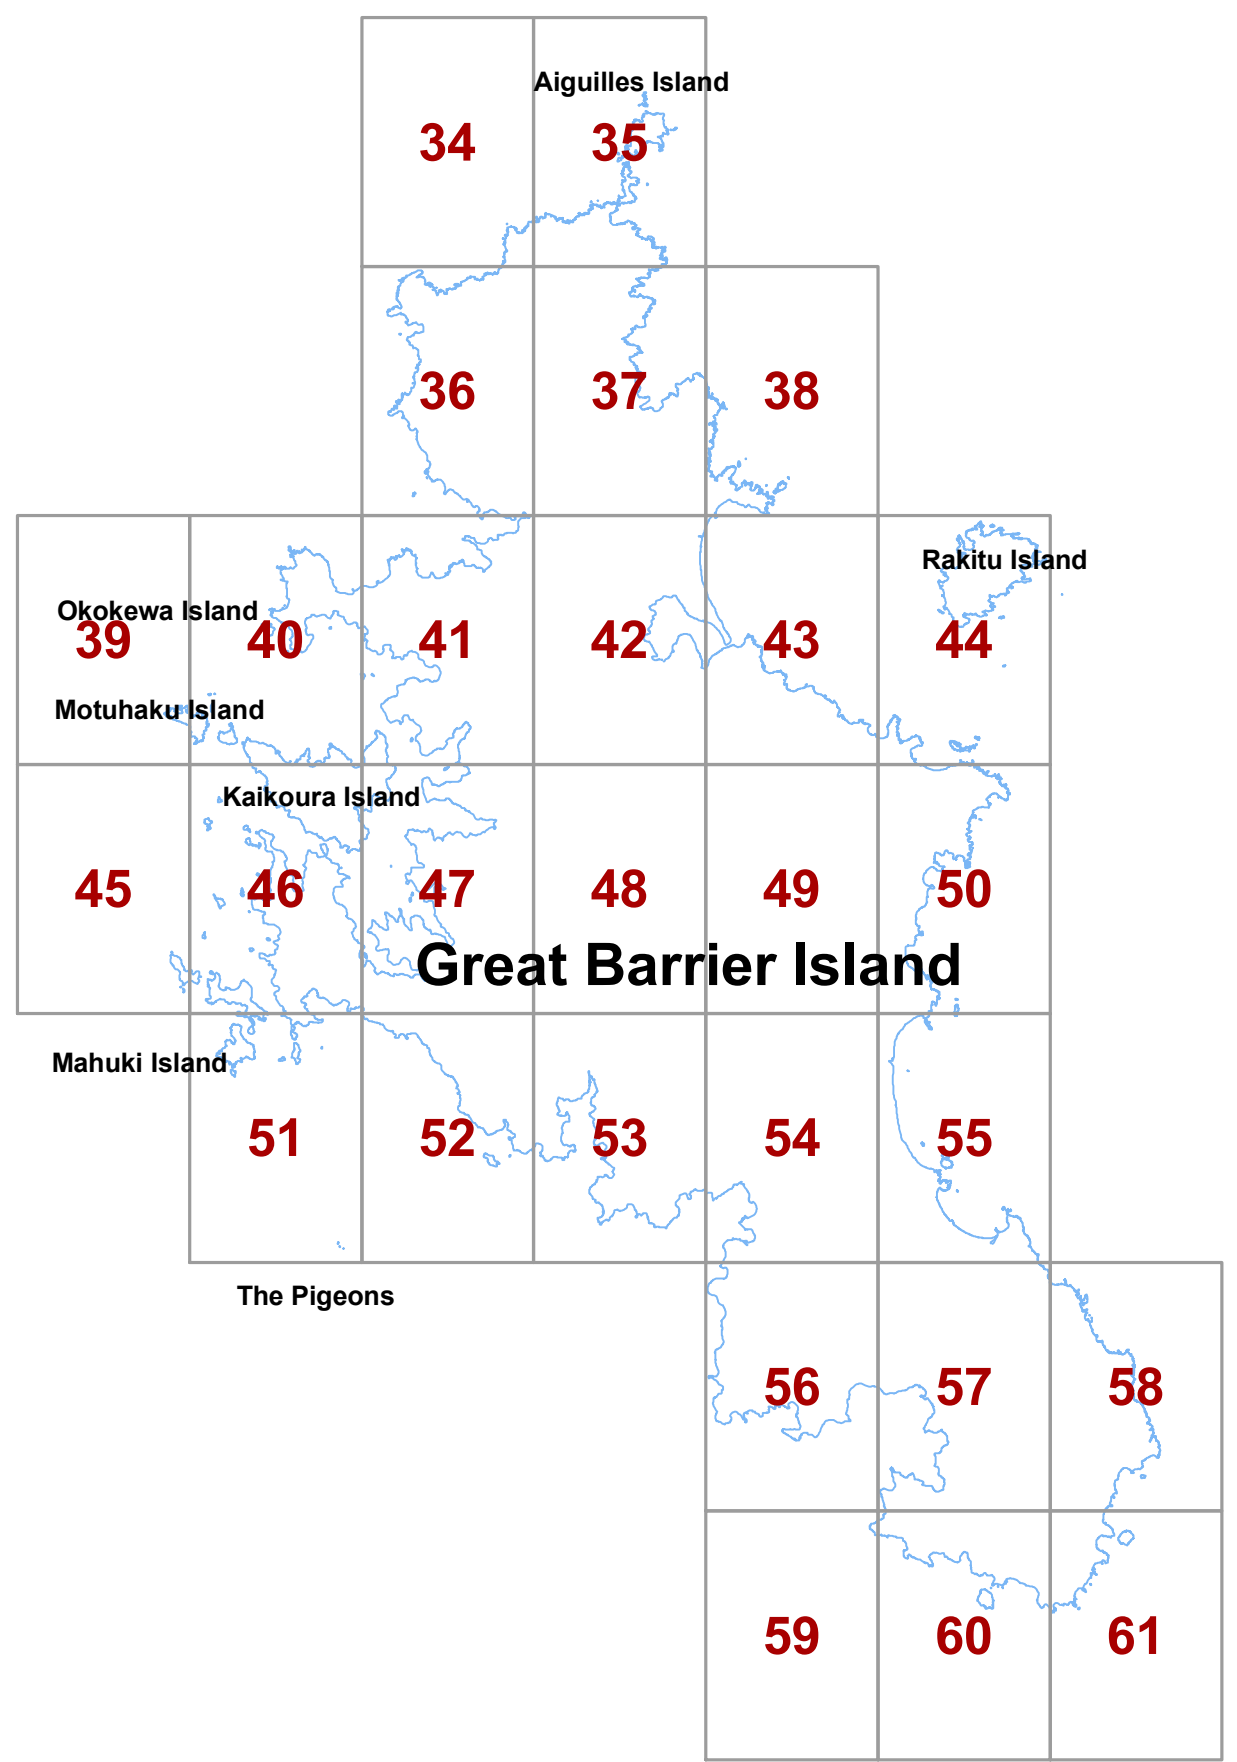 Aiguilles Island
34 35
36 37 38
Rakitu Island
Okokewa Island
39 40 41 42 43 44
Motuhaku Island
Kaikoura Island
45 46 47 48 49 50
Great Barrier Island
Mahuki Island
51 52 53 54 55
The Pigeons
56 57 58
59 60 61